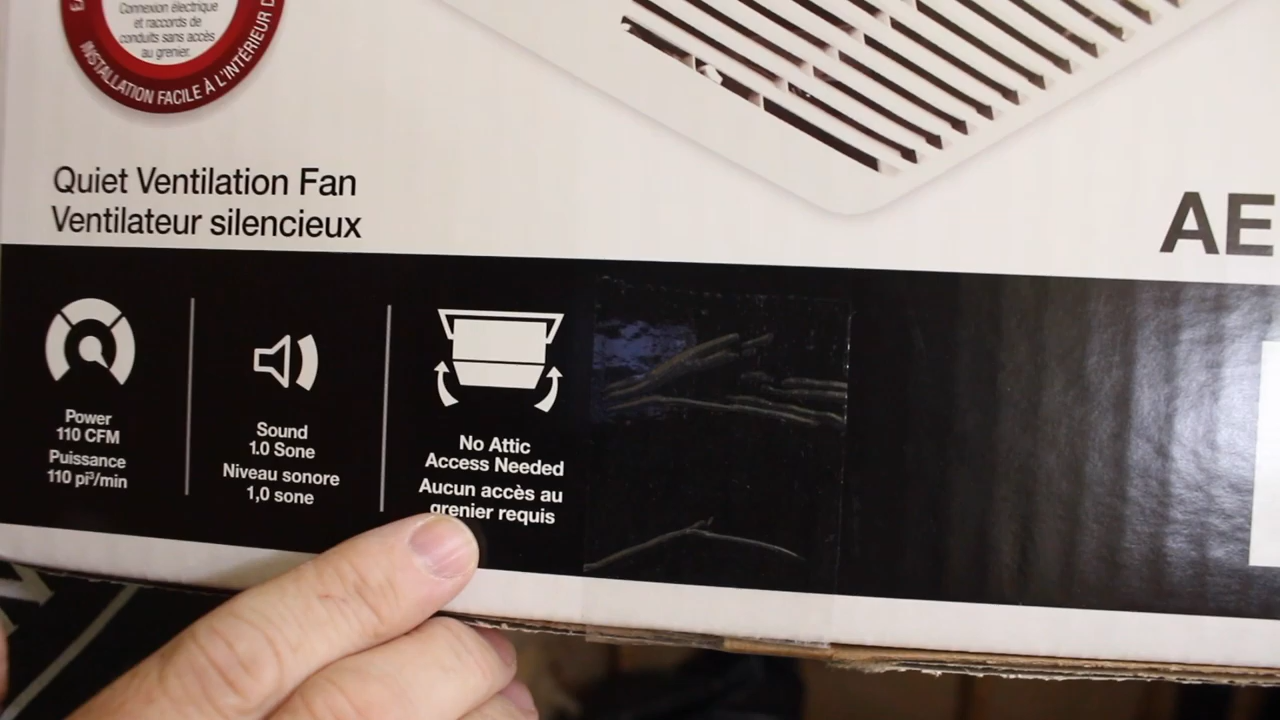 Connexion électrique
et raccords de
conduits sans accès
au grenier.
INSTALLATION FACILE À L'INTÉRIEUR D
Quiet Ventilation Fan
Ventilateur silencieux
AE
Power
110 CFM
Puissance
110 pi³/min
Sound
1.0 Sone
Niveau sonore
1,0 sone
No Attic
Access Needed
Aucun accès au
grenier requis